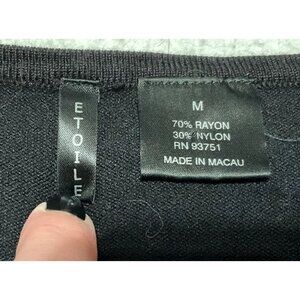 ETOILE
M
70% RAYON
30% NYLON
RN 93751
MADE IN MACAU